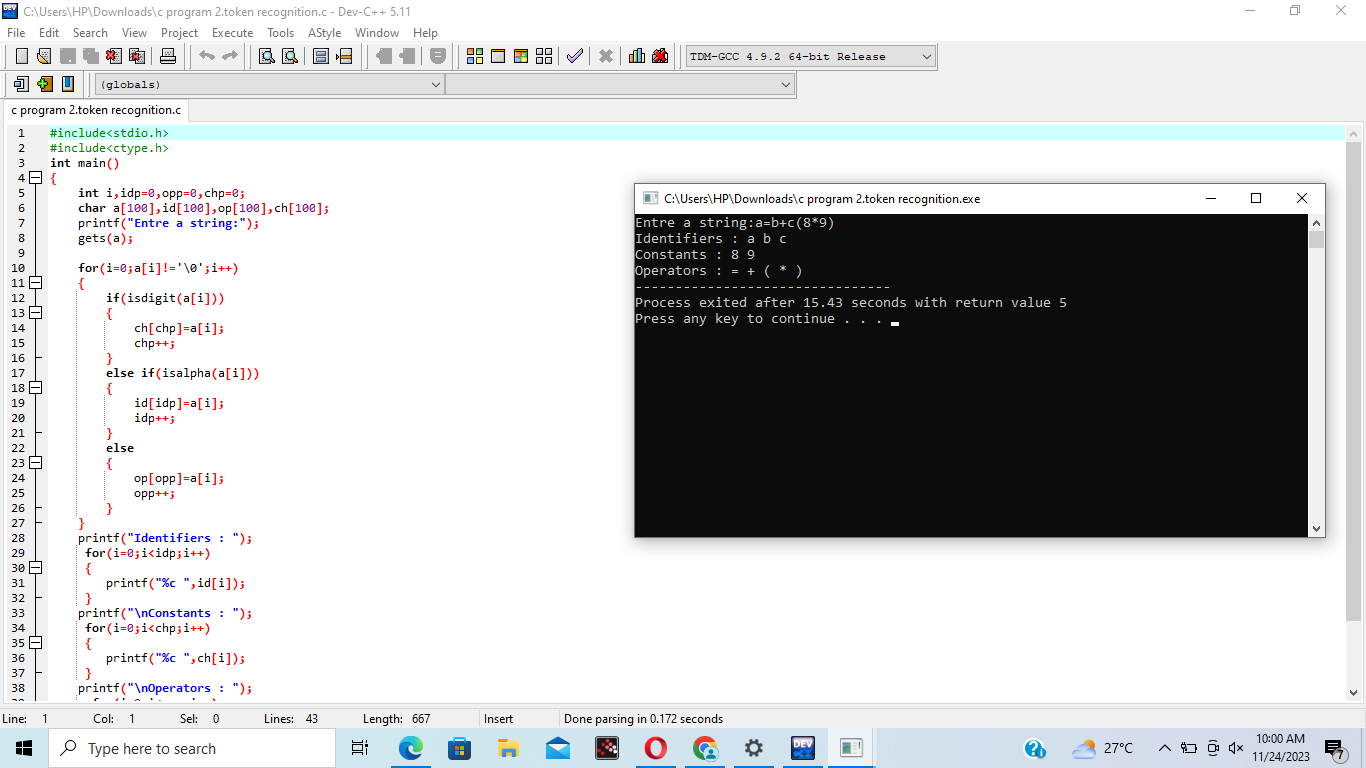 C:\Users\HP\Downloads\c program 2.token recognition.c - Dev-C++ 5.11
File Edit Search View Project Execute Tools AStyle Window Help
TDM-GCC 4.9.2 64-bit Release
(globals)
c program 2.token recognition.c
1 #include<stdio.h>
2 #include<ctype.h>
3 int main()
4 {
5 int i,idp=0,opp=0,chp=0;
6 char a[100],id[100],op[100],ch[100];
7 printf("Entre a string:");
8 gets(a);
9
10 for(i=0;a[i]!='\0';i++)
11 {
12 if(isdigit(a[i]))
13 {
14 ch[chp]=a[i];
15 chp++;
16 }
17 else if(isalpha(a[i]))
18 {
19 id[idp]=a[i];
20 idp++;
21 }
22 else
23 {
24 op[opp]=a[i];
25 opp++;
26 }
27 }
28 printf("Identifiers : ");
29 for(i=0;i<idp;i++)
30 {
31 printf("%c ",id[i]);
32 }
33 printf("\nConstants : ");
34 for(i=0;i<chp;i++)
35 {
36 printf("%c ",ch[i]);
37 }
38 printf("\nOperators : ");
C:\Users\HP\Downloads\c program 2.token recognition.exe
Entre a string:a=b+c(8*9)
Identifiers : a b c
Constants : 8 9
Operators : = + ( * )
--------------------------------
Process exited after 15.43 seconds with return value 5
Press any key to continue . . .
Line: 1 Col: 1 Sel: 0 Lines: 43 Length: 667 Insert Done parsing in 0.172 seconds
Type here to search
DEV
27°C
10:00 AM
11/24/2023
7